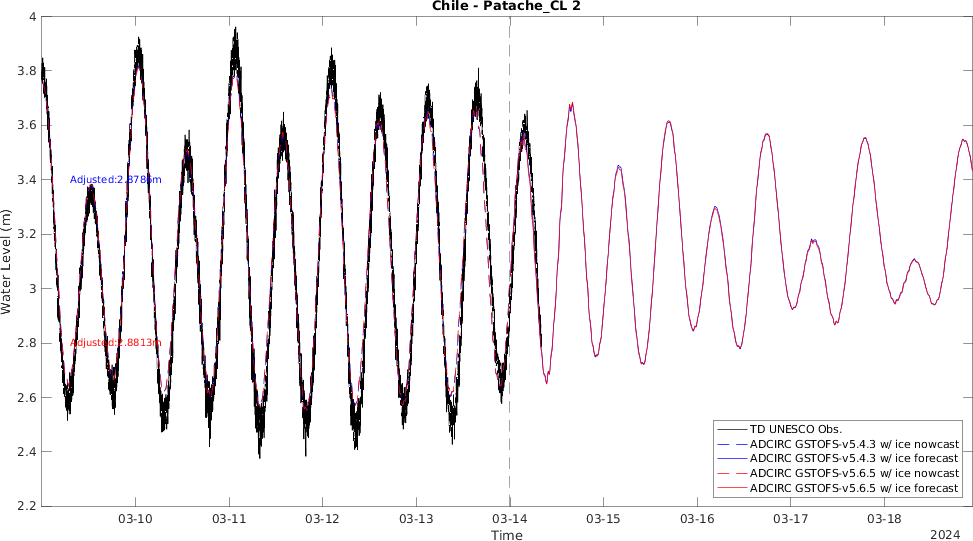 Chile - Patache_CL 2
4
3.8
3.6
3.4
3.2
3
2.8
2.6
2.4
2.2
Water Level (m)
Adjusted:2.8786m
Adjusted:2.8813m
TD UNESCO Obs.
ADCIRC GSTOFS-v5.4.3 w/ ice nowcast
ADCIRC GSTOFS-v5.4.3 w/ ice forecast
ADCIRC GSTOFS-v5.6.5 w/ ice nowcast
ADCIRC GSTOFS-v5.6.5 w/ ice forecast
03-10 03-11 03-12 03-13 03-14 03-15 03-16 03-17 03-18
Time
2024